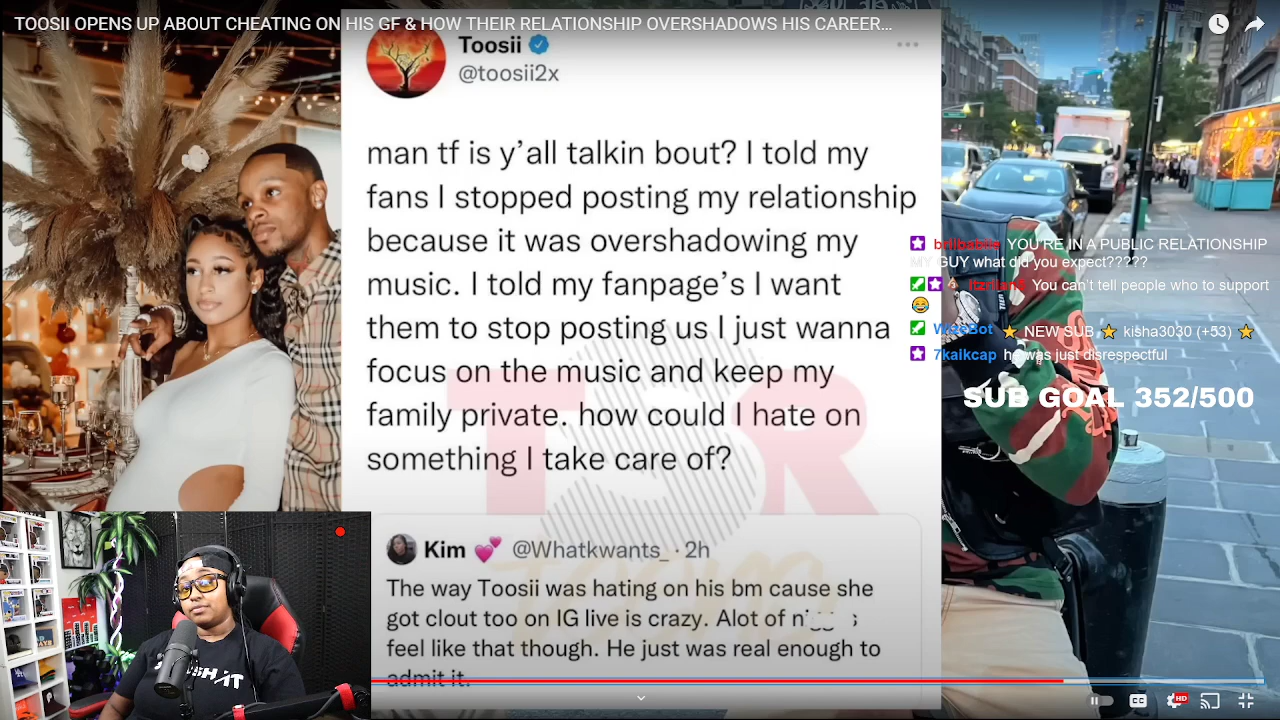 TOOSII OPENS UP ABOUT CHEATING ON HIS GF & HOW THEIR RELATIONSHIP OVERSHADOWS HIS CAREER...
Toosii
@toosii2x
man tf is y’all talkin bout? I told my
fans I stopped posting my relationship
because it was overshadowing my
music. I told my fanpage’s I want
them to stop posting us I just wanna
focus on the music and keep my
family private. how could I hate on
something I take care of?
Kim 💕 @Whatkwants_ · 2h
The way Toosii was hating on his bm cause she
got clout too on IG live is crazy. Alot of
feel like that though. He just was real enough to
admit it.
YOU'RE IN A PUBLIC RELATIONSHIP
MY GUY what did you expect?????
You can't tell people who to support
😂
WizeBot ⭐ NEW SUB ⭐ kisha3030 (+53) ⭐
7kaikcap he was just disrespectful
SUB GOAL 352/500
TSR
CC
HD